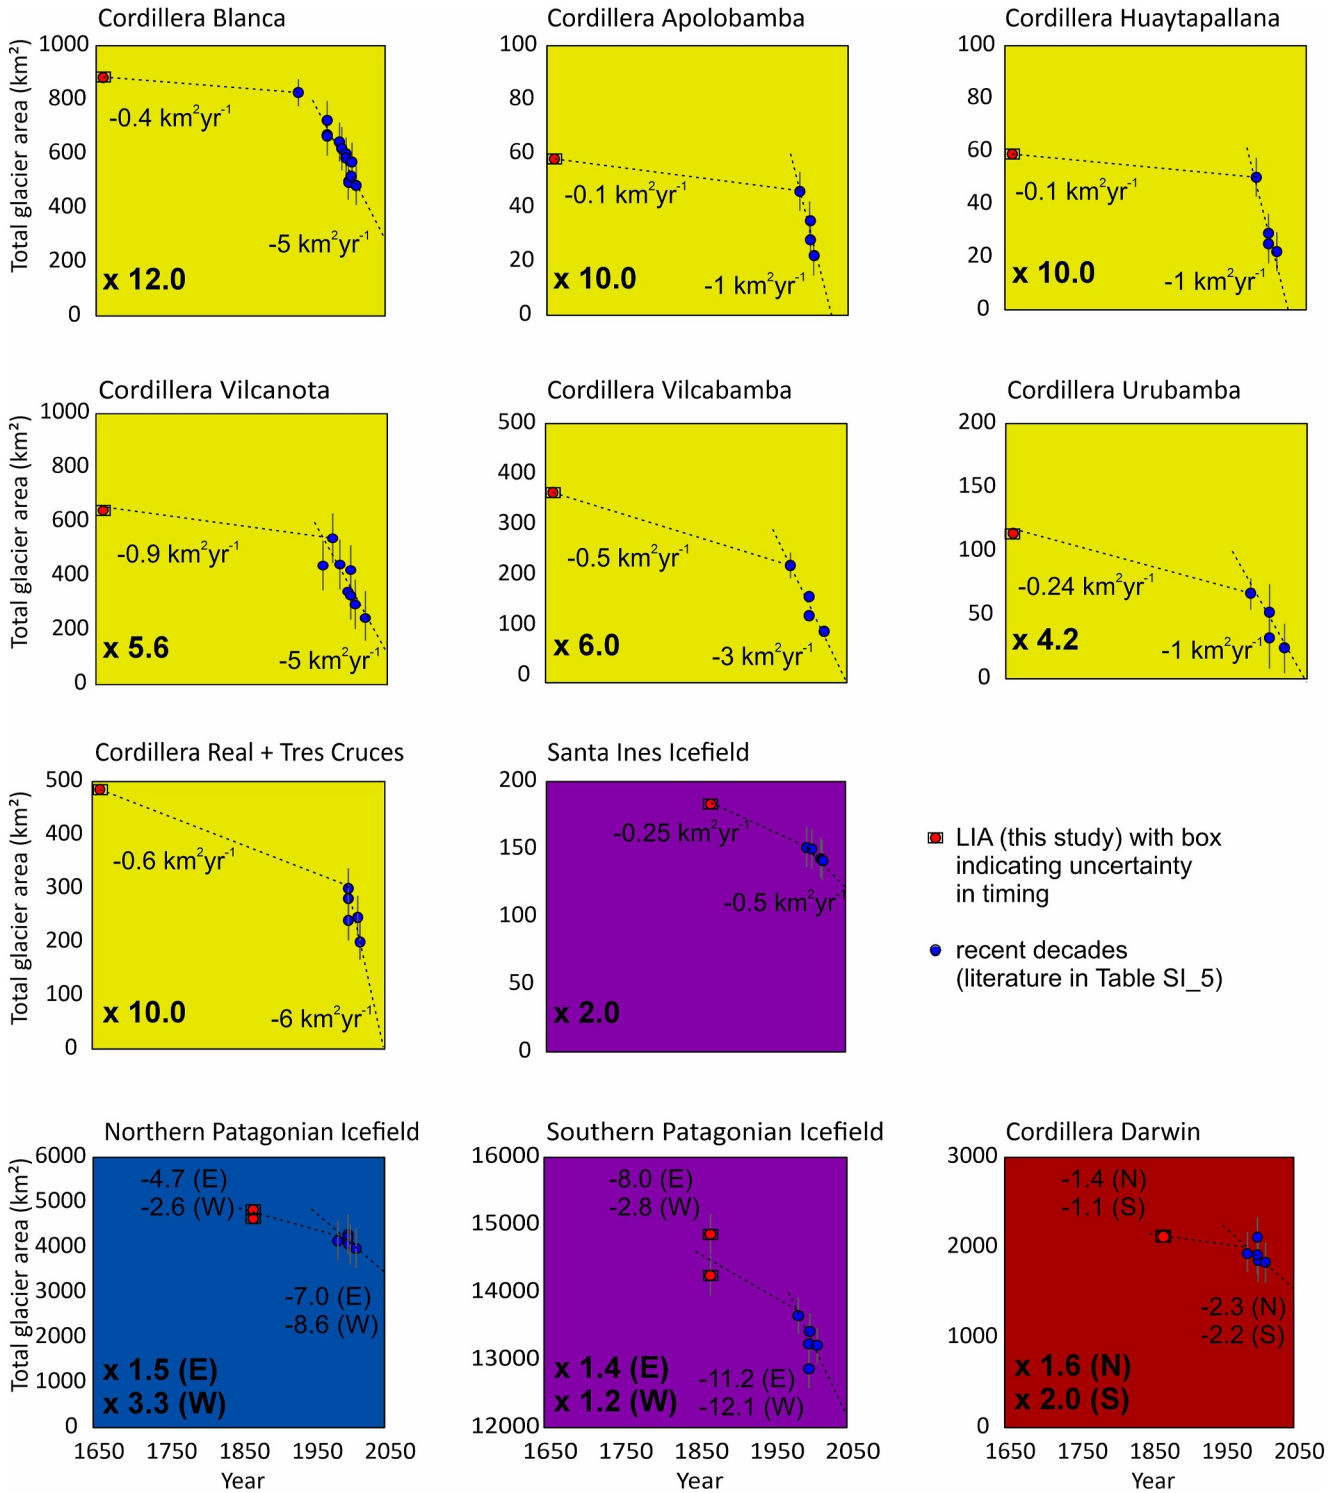 Cordillera Blanca
Total glacier area (km²)
1000
800
600
400
200
0
-0.4 km²yr⁻¹
-5 km²yr⁻¹
x 12.0
Cordillera Apolobamba
100
80
60
40
20
0
-0.1 km²yr⁻¹
-1 km²yr⁻¹
x 10.0
Cordillera Huaytapallana
100
80
60
40
20
0
-0.1 km²yr⁻¹
-1 km²yr⁻¹
x 10.0
Cordillera Vilcanota
Total glacier area (km²)
1000
800
600
400
200
0
-0.9 km²yr⁻¹
x 5.6
-5 km²yr⁻¹
Cordillera Vilcabamba
500
400
300
200
100
0
-0.5 km²yr⁻¹
x 6.0
-3 km²yr⁻¹
Cordillera Urubamba
200
150
100
50
0
-0.24 km²yr⁻¹
x 4.2
-1 km²yr⁻¹
Cordillera Real + Tres Cruces
Total glacier area (km²)
500
400
300
200
100
0
-0.6 km²yr⁻¹
x 10.0
-6 km²yr⁻¹
Santa Ines Icefield
200
150
100
50
0
-0.25 km²yr⁻¹
-0.5 km²yr⁻¹
x 2.0
LIA (this study) with box
indicating uncertainty
in timing
recent decades
(literature in Table SI_5)
Northern Patagonian Icefield
Total glacier area (km²)
6000
5000
4000
3000
2000
1000
0
-4.7 (E)
-2.6 (W)
-7.0 (E)
-8.6 (W)
x 1.5 (E)
x 3.3 (W)
1650 1750 1850 1950 2050
Year
Southern Patagonian Icefield
16000
15000
14000
13000
12000
-8.0 (E)
-2.8 (W)
x 1.4 (E)
x 1.2 (W)
-11.2 (E)
-12.1 (W)
1650 1750 1850 1950 2050
Year
Cordillera Darwin
3000
2000
1000
0
-1.4 (N)
-1.1 (S)
-2.3 (N)
-2.2 (S)
x 1.6 (N)
x 2.0 (S)
1650 1750 1850 1950 2050
Year